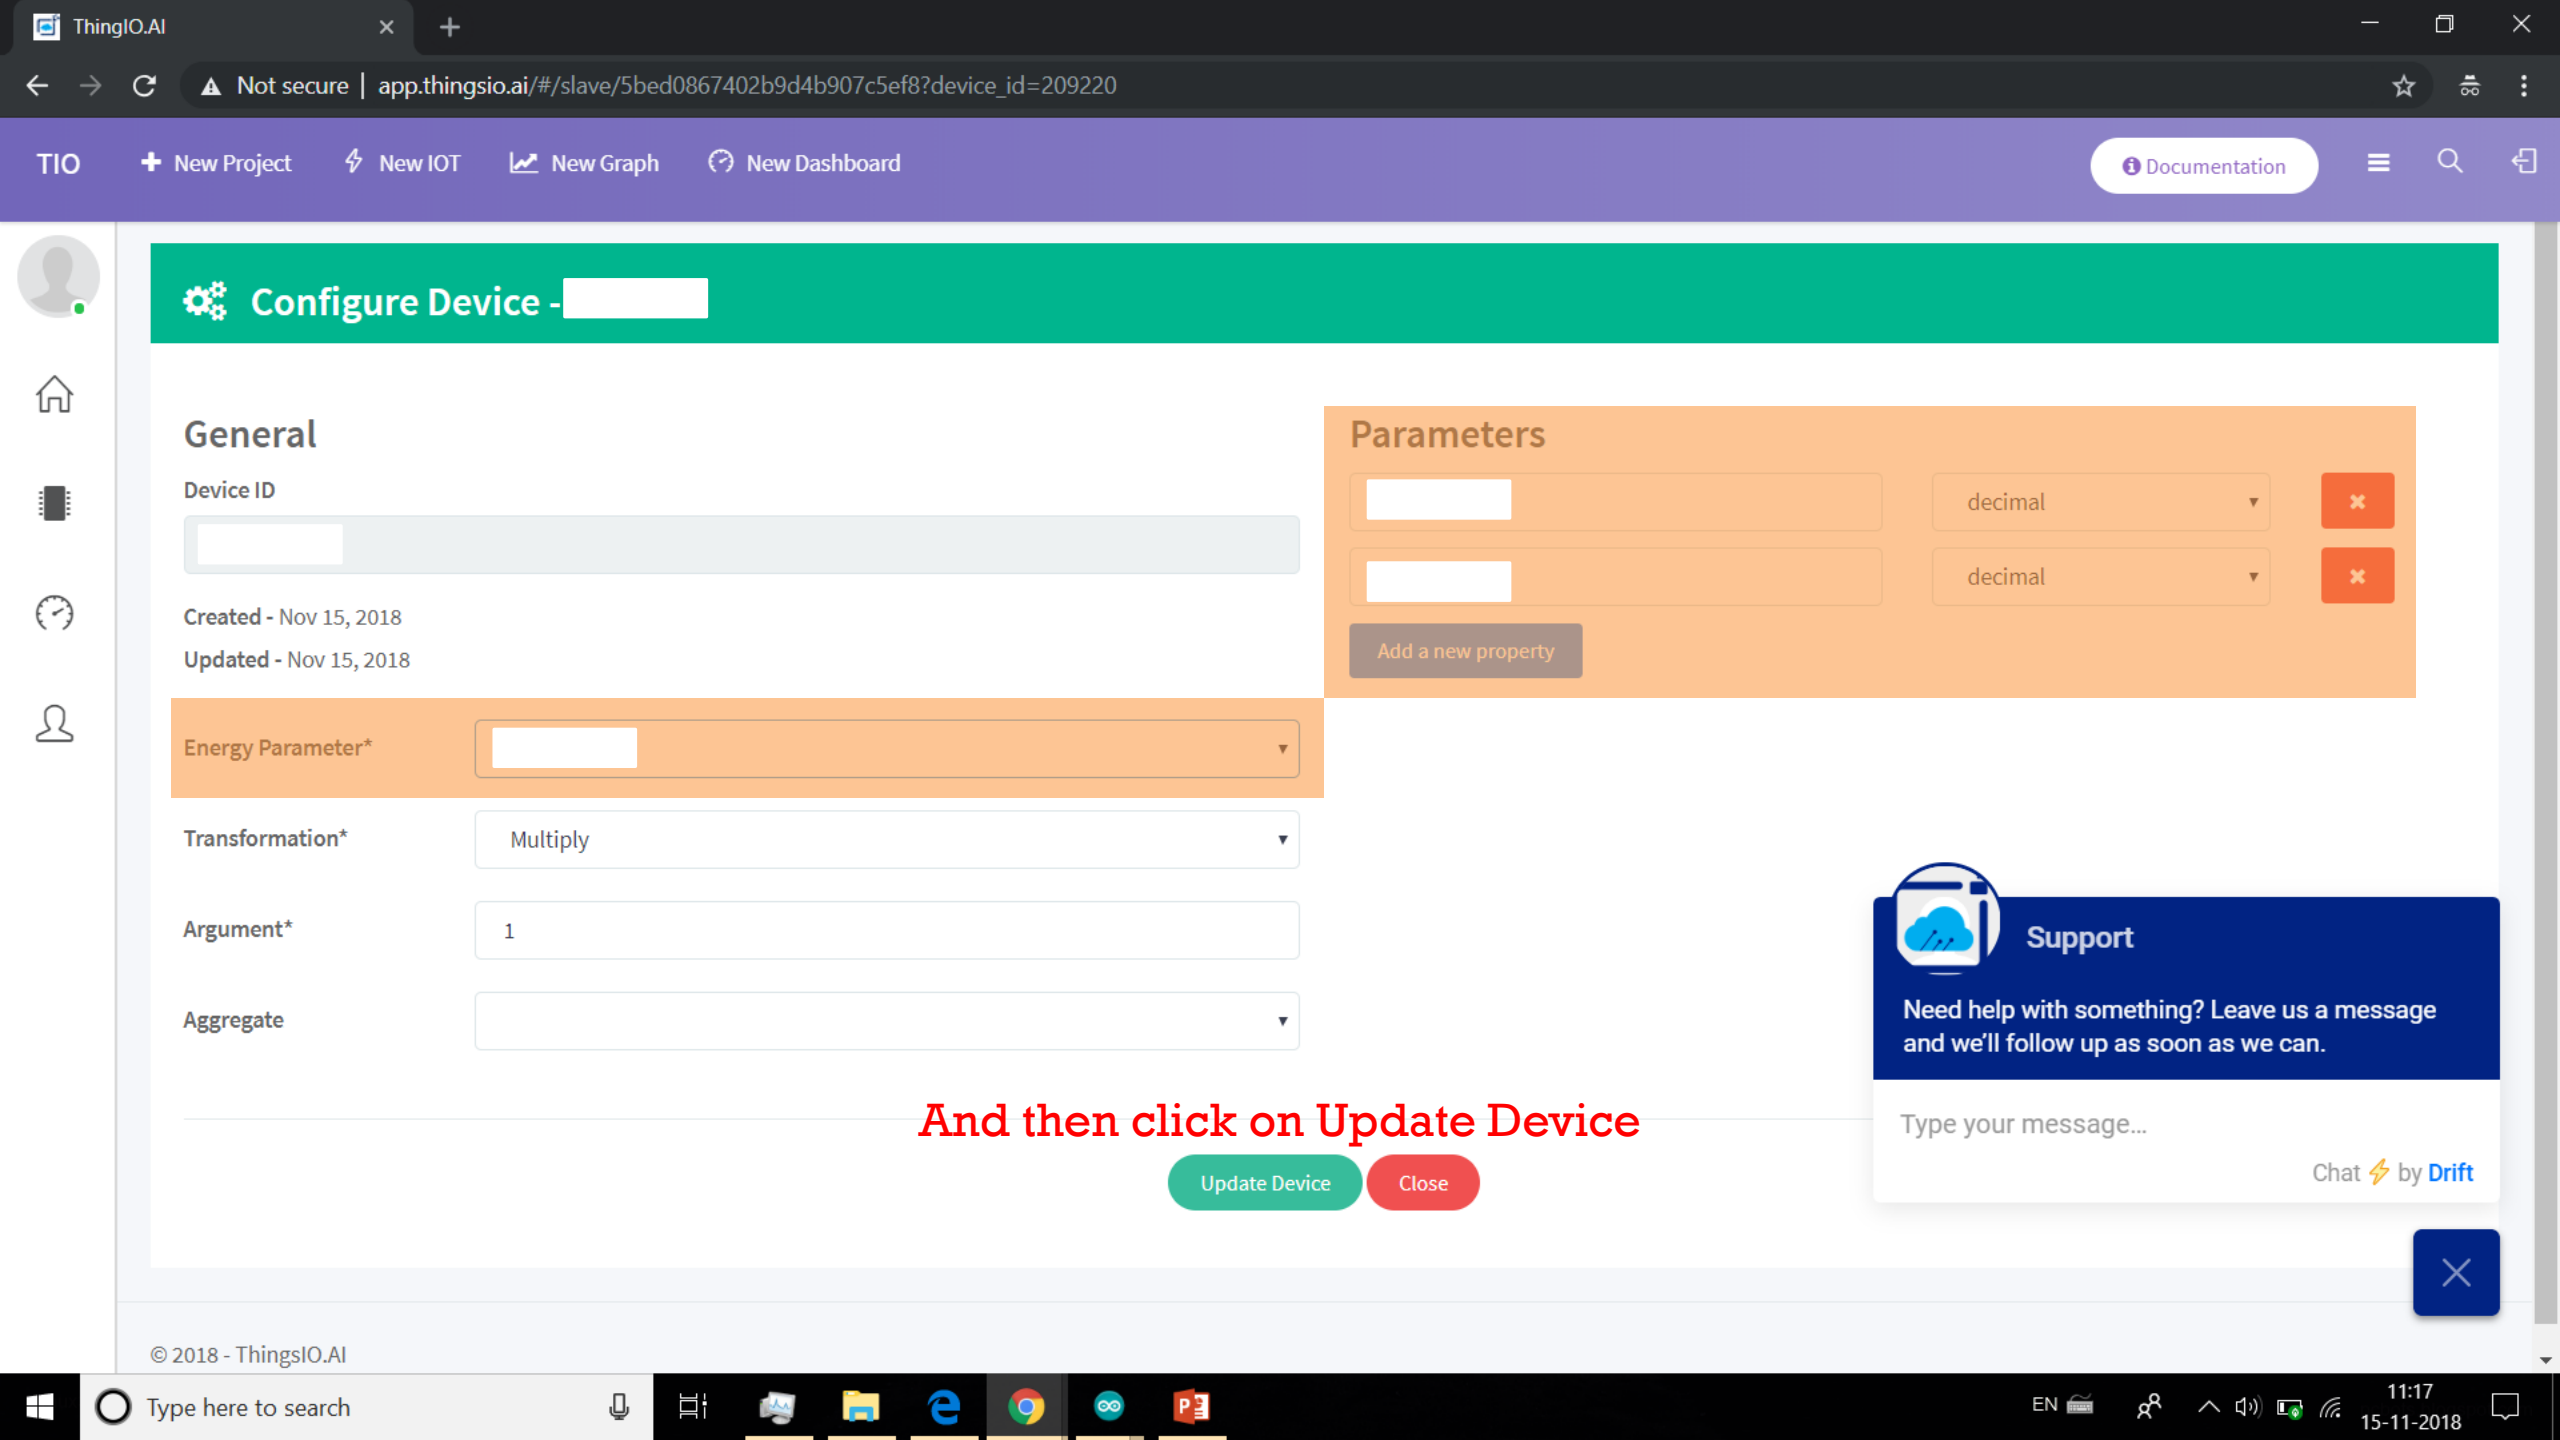 ThingIO.AI
Not secure | app.thingsio.ai/#/slave/5bed0867402b9d4b907c5ef8?device_id=209220
TIO New Project New IOT New Graph New Dashboard Documentation
Configure Device -
General
Device ID
Created - Nov 15, 2018
Updated - Nov 15, 2018
Energy Parameter*
Transformation* Multiply
Argument* 1
Aggregate
Parameters
decimal
decimal
Add a new property
And then click on Update Device
Update Device Close
Support
Need help with something? Leave us a message
and we'll follow up as soon as we can.
Type your message...
Chat by Drift
© 2018 - ThingsIO.AI
Type here to search
EN
11:17
15-11-2018